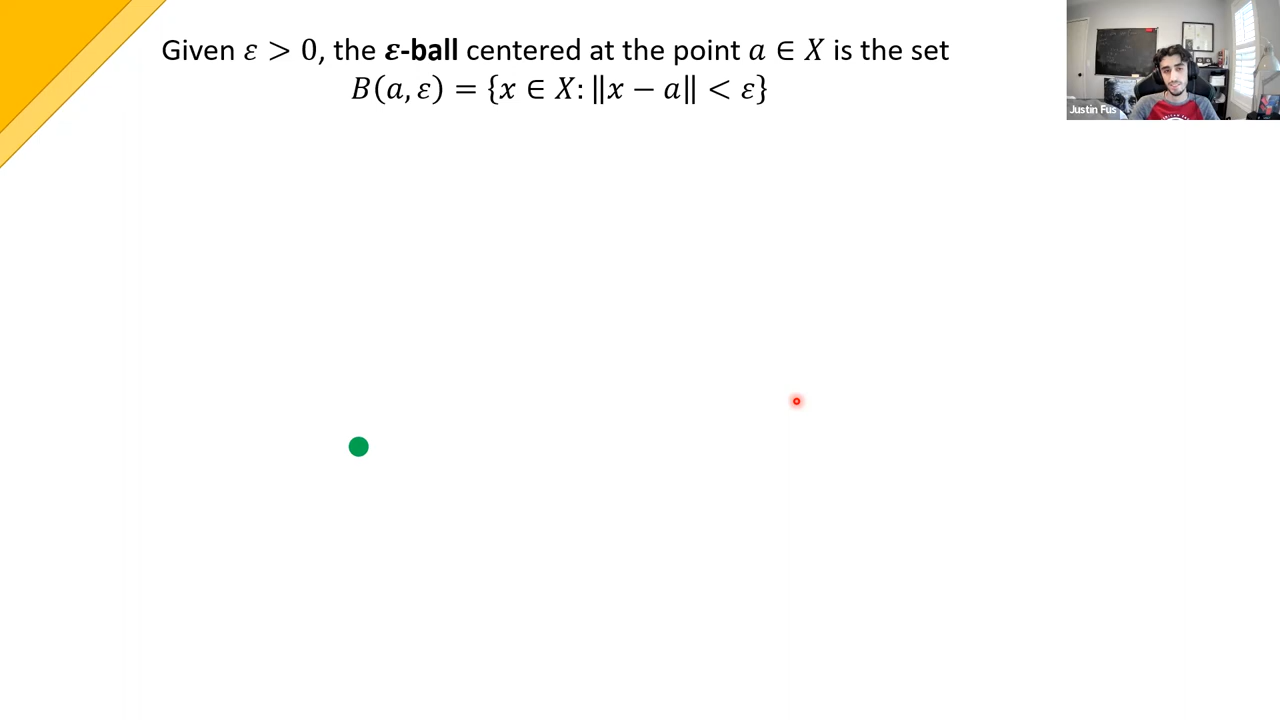 Given 𝜀 > 0, the 𝜺-ball centered at the point 𝑎 ∈ 𝑋 is the set
𝐵(𝑎, 𝜀) = {𝑥 ∈ 𝑋: ‖𝑥 − 𝑎‖ < 𝜀}
Justin Fus